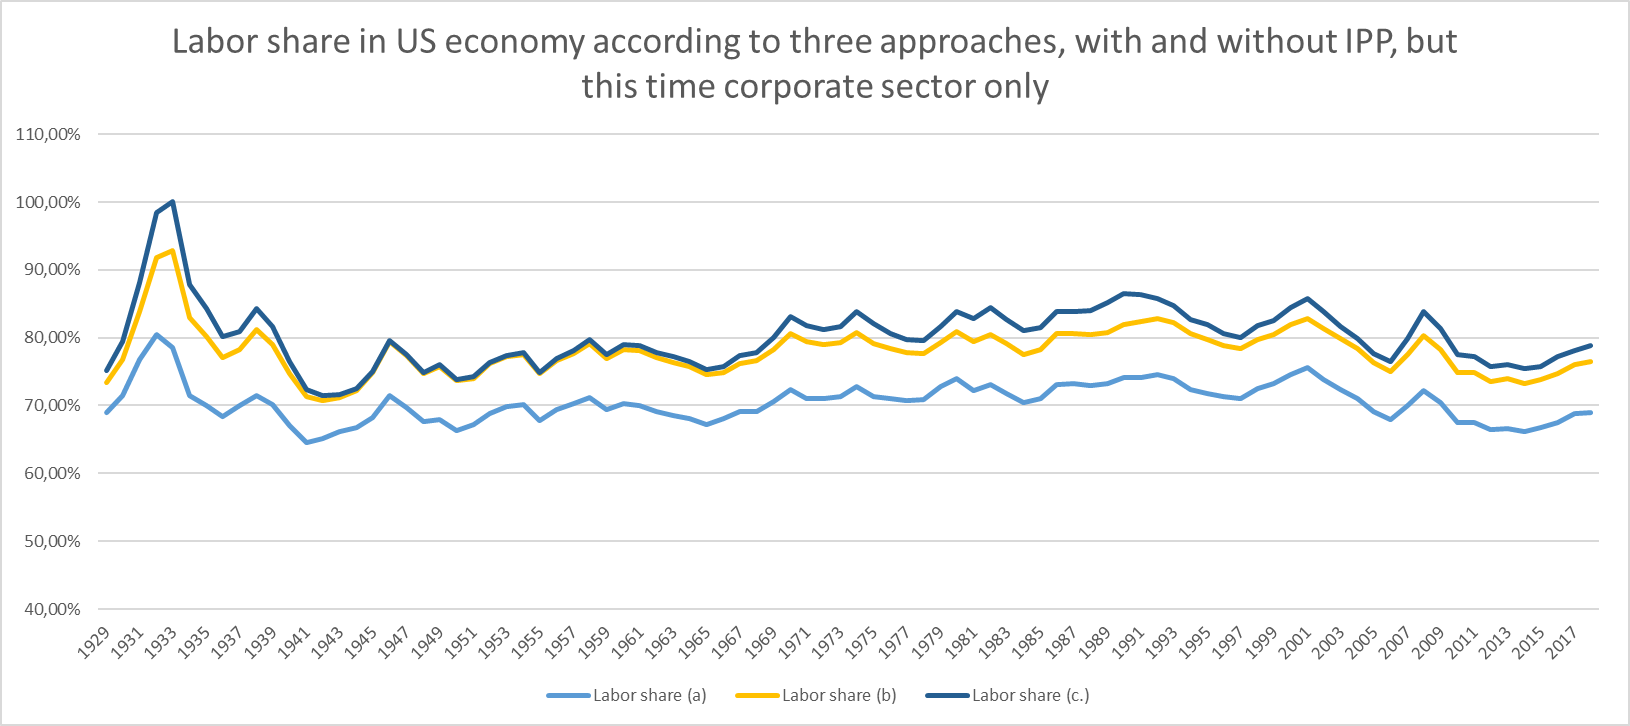 Labor share in US economy according to three approaches, with and without IPP, but
this time corporate sector only
110,00%
100,00%
90,00%
80,00%
70,00%
60,00%
50,00%
40,00%
1929 1931 1933 1935 1937 1939 1941 1943 1945 1947 1949 1951 1953 1955 1957 1959 1961 1963 1965 1967 1969 1971 1973 1975 1977 1979 1981 1983 1985 1987 1989 1991 1993 1995 1997 1999 2001 2003 2005 2007 2009 2011 2013 2015 2017
Labor share (a) Labor share (b) Labor share (c.)